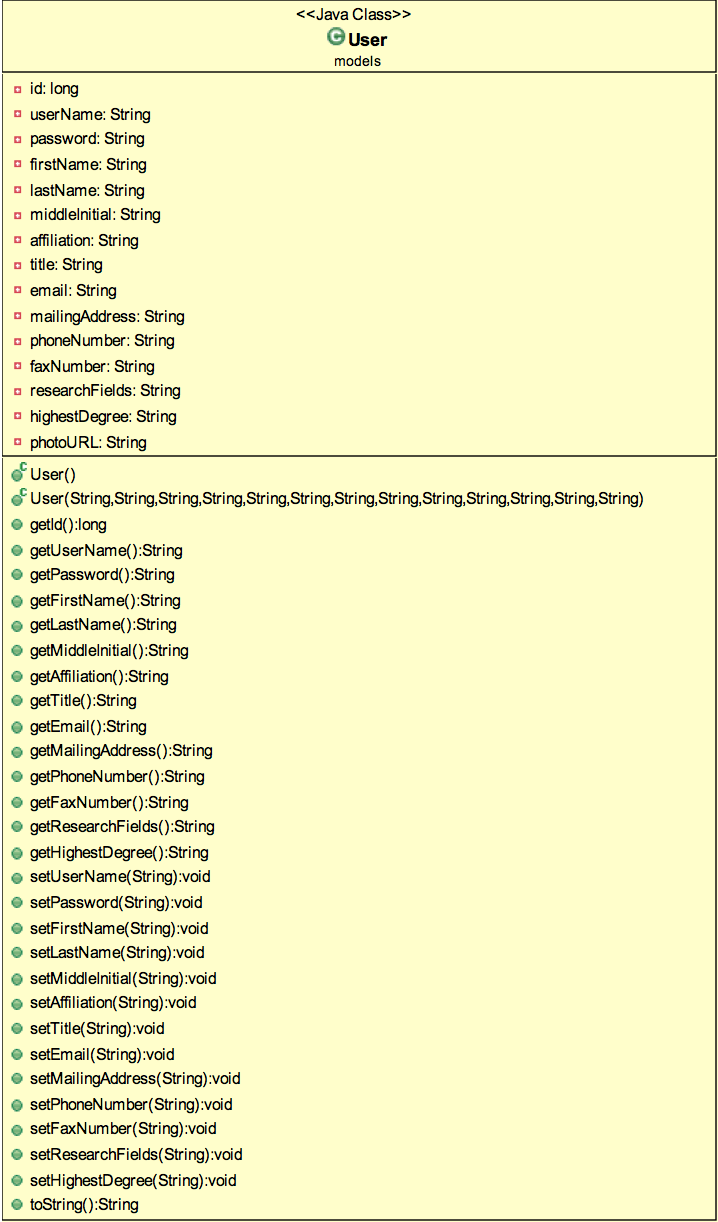 <<Java Class>>
User
models
id: long
userName: String
password: String
firstName: String
lastName: String
middleInitial: String
affiliation: String
title: String
email: String
mailingAddress: String
phoneNumber: String
faxNumber: String
researchFields: String
highestDegree: String
photoURL: String
User()
User(String,String,String,String,String,String,String,String,String,String,String,String,String)
getId():long
getUserName():String
getPassword():String
getFirstName():String
getLastName():String
getMiddleInitial():String
getAffiliation():String
getTitle():String
getEmail():String
getMailingAddress():String
getPhoneNumber():String
getFaxNumber():String
getResearchFields():String
getHighestDegree():String
setUserName(String):void
setPassword(String):void
setFirstName(String):void
setLastName(String):void
setMiddleInitial(String):void
setAffiliation(String):void
setTitle(String):void
setEmail(String):void
setMailingAddress(String):void
setPhoneNumber(String):void
setFaxNumber(String):void
setResearchFields(String):void
setHighestDegree(String):void
toString():String